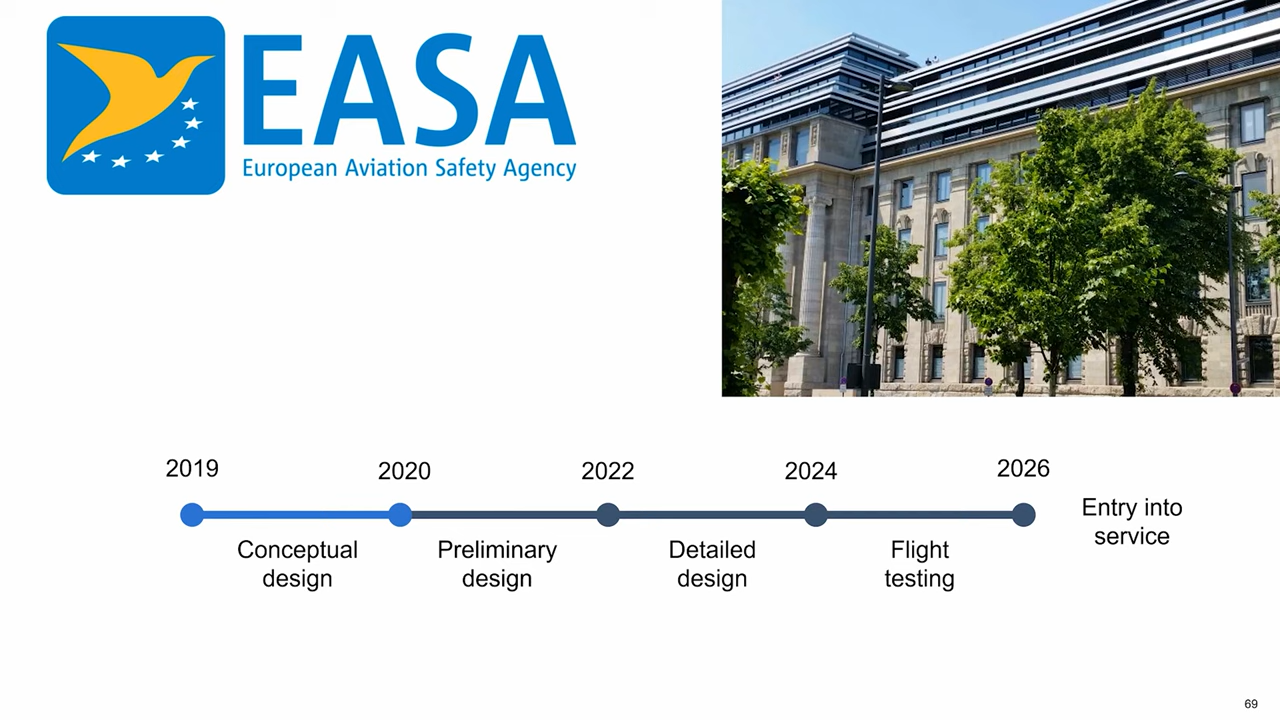 EASA
European Aviation Safety Agency
2019
2020
2022
2024
2026
Entry into
service
Conceptual
design
Preliminary
design
Detailed
design
Flight
testing
69